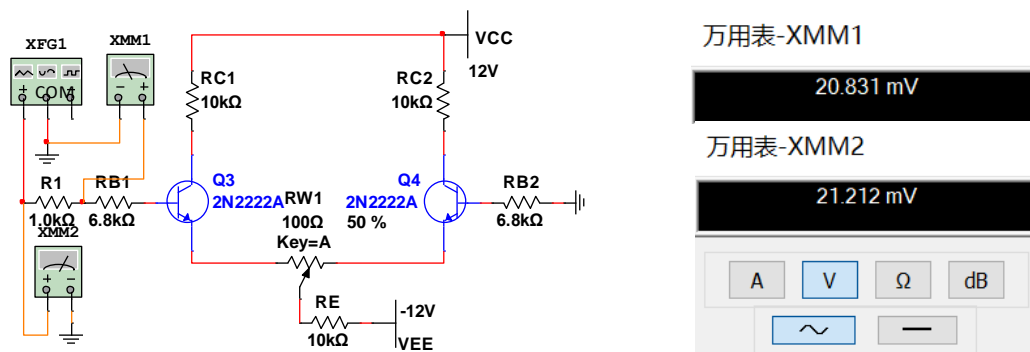 XFG1
XMM1
COM
VCC
12V
RC1
10kΩ
RC2
10kΩ
R1
1.0kΩ
RB1
6.8kΩ
Q3
2N2222A
RW1
100Ω
Key=A
Q4
2N2222A
50 %
RB2
6.8kΩ
XMM2
RE
10kΩ
-12V
VEE
万用表-XMM1
20.831 mV
万用表-XMM2
21.212 mV
A V Ω dB